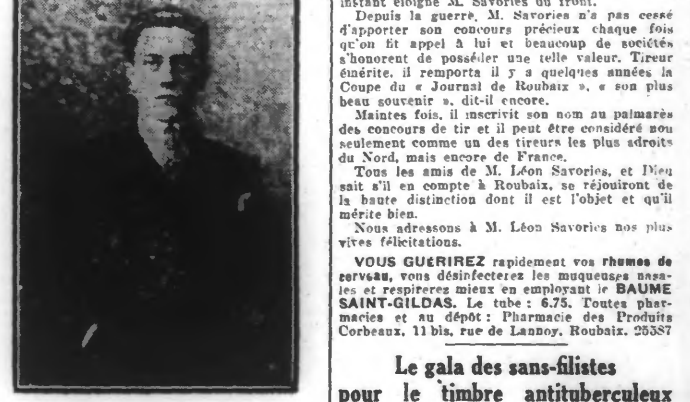 instant éloigné M. Savories du front.
Depuis la guerre, M. Savories n'a pas cessé
d'apporter son concours précieux chaque fois
qu'on fit appel à lui et beaucoup de sociétés
s'honorent de posséder une telle valeur. Tireur
émérite, il remporta il y a quelques années la
Coupe du « Journal de Roubaix », « son plus
beau souvenir », dit-il encore.
Maintes fois, il inscrivit son nom au palmarès
des concours de tir et il peut être considéré non
seulement comme un des tireurs les plus adroits
du Nord, mais encore de France.
Tous les amis de M. Léon Savories, et Dieu
sait s'il en compte à Roubaix, se réjouiront de
la haute distinction dont il est l'objet et qu'il
mérite bien.
Nous adressons à M. Léon Savories nos plus
vives félicitations.
VOUS GUERIREZ rapidement vos rhumes de
cerveau, vous désinfecterez les muqueuses nasa-
les et respirerez mieux en employant le BAUME
SAINT-GILDAS. Le tube : 6.75. Toutes phar-
macies et au dépôt : Pharmacie des Produits
Corbeaux, 11 bis, rue de Lannoy, Roubaix. 25387
Le gala des sans-filistes
pour le timbre antituberculeux